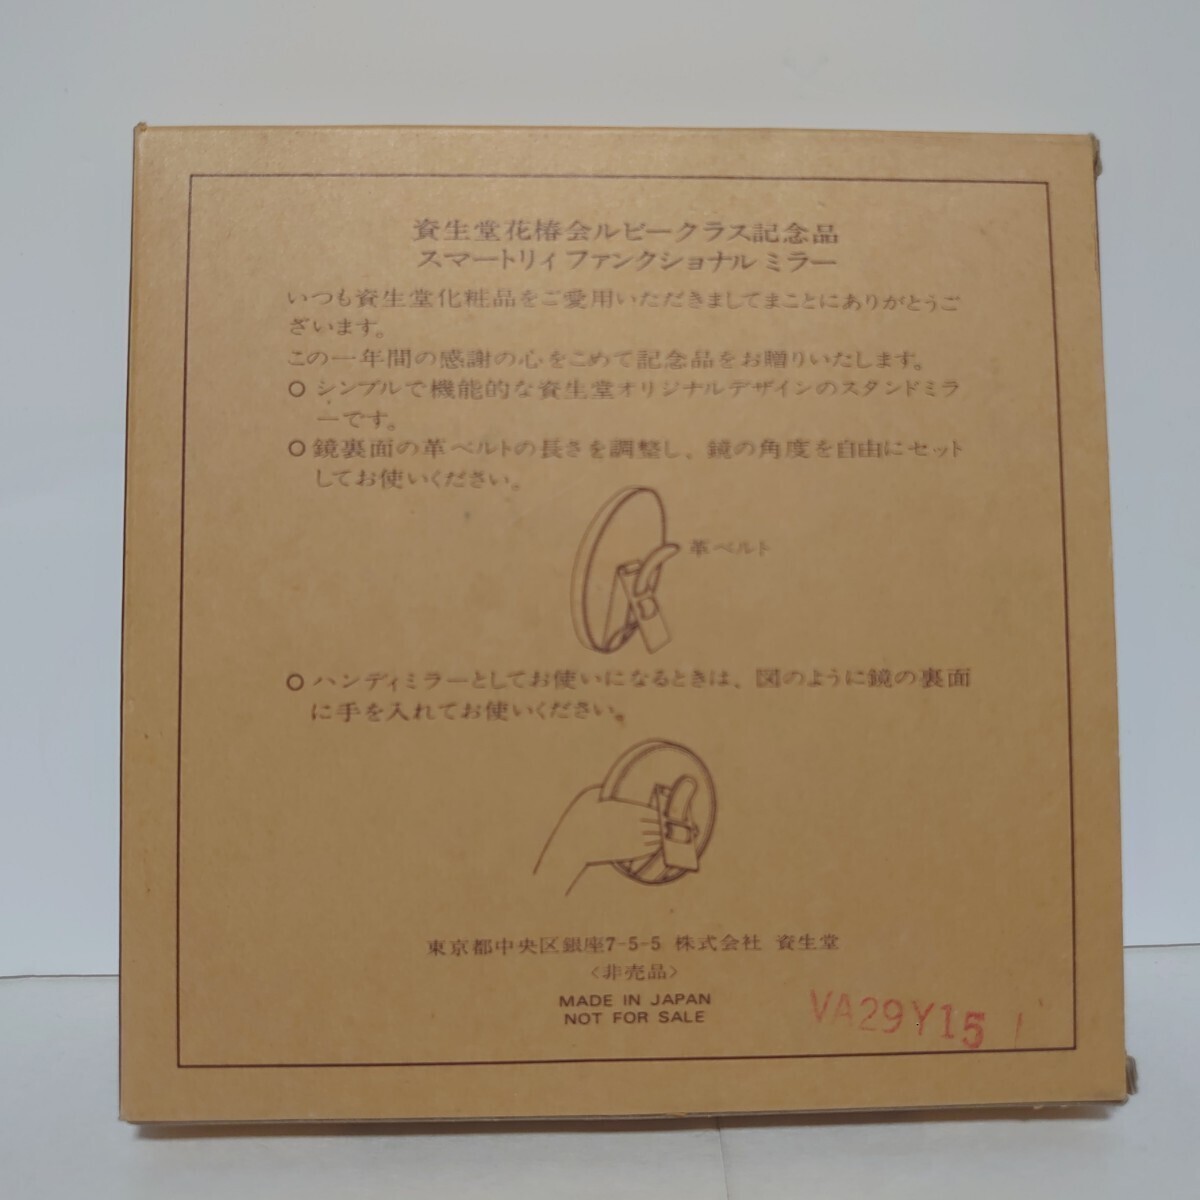 資生堂花椿会ルビークラス記念品
スマートリィ ファンクショナル ミラー
いつも資生堂化粧品をご愛用いただきましてまことにありがとうご
ざいます。
この一年間の感謝の心をこめて記念品をお贈りいたします。
○ シンプルで機能的な資生堂オリジナルデザインのスタンドミラ
ーです。
○ 鏡裏面の革ベルトの長さを調整し、鏡の角度を自由にセット
してお使いください。
革ベルト
○ ハンディミラーとしてお使いになるときは、図のように鏡の裏面
に手を入れてお使いください。
東京都中央区銀座7-5-5 株式会社 資生堂
〈非売品〉
MADE IN JAPAN
NOT FOR SALE
VA29Y15